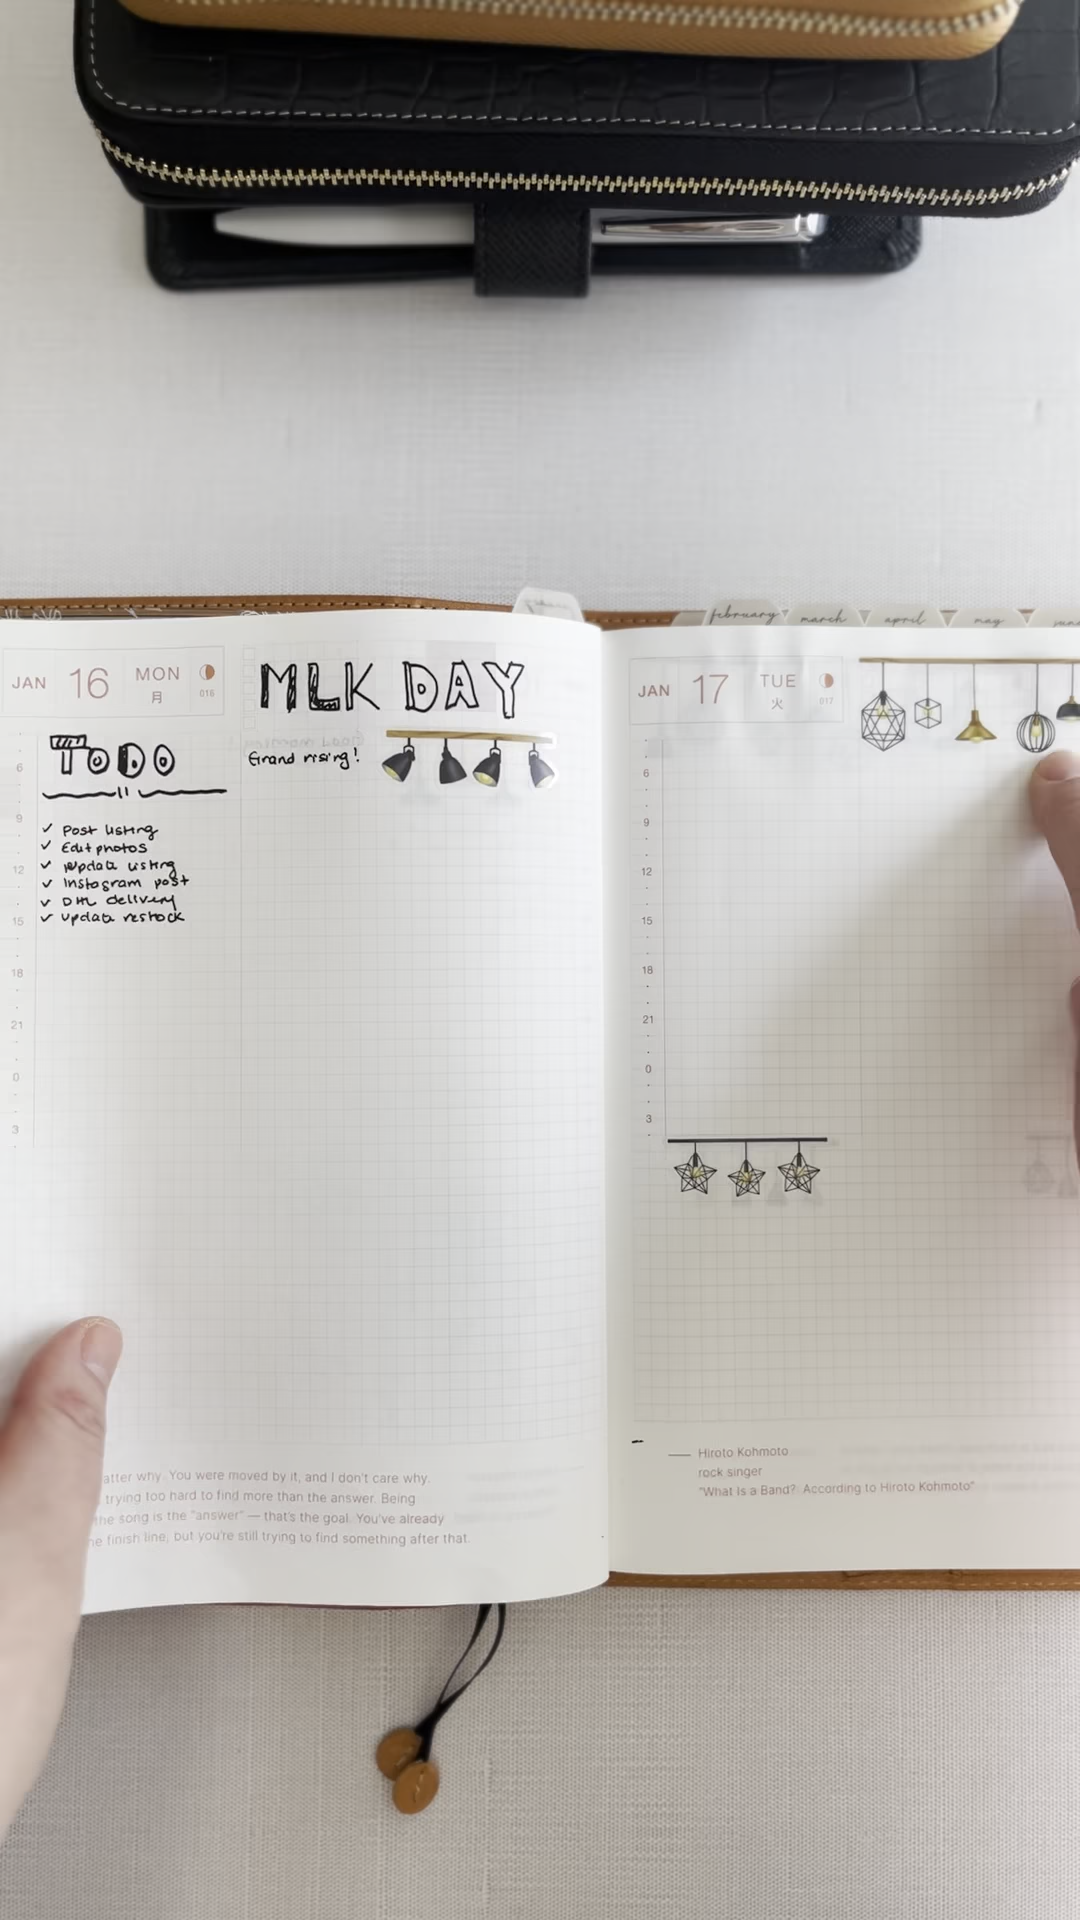 february march april may
JAN 16 MON 月 016
MLK DAY
TODO
Grand rising!
✓ Post listing
✓ Edit photos
✓ update listing
✓ Instagram post
✓ DHL delivery
✓ update restock
6
9
12
15
18
21
0
3
atter why. You were moved by it, and I don't care why.
trying too hard to find more than the answer. Being
the song is the "answer" — that's the goal. You've already
he finish line, but you're still trying to find something after that.
JAN 17 TUE 火 017
6
9
12
15
18
21
0
3
— Hiroto Kohmoto
rock singer
"What Is a Band?: According to Hiroto Kohmoto"